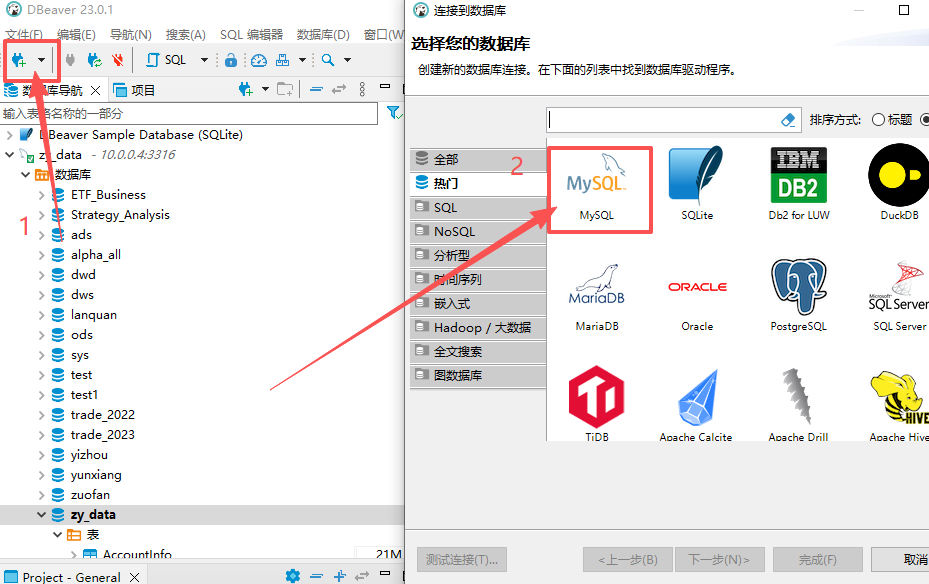 DBeaver 23.0.1
文件(F) 编辑(E) 导航(N) 搜索(A) SQL 编辑器 数据库(D) 窗口(W
SQL
数据库导航 项目
输入表格名称的一部分
DBeaver Sample Database (SQLite)
zy_data - 10.0.0.4:3316
数据库
ETF_Business
Strategy_Analysis
1
ads
alpha_all
dwd
dws
lanquan
ods
sys
test
test1
trade_2022
trade_2023
yizhou
yunxiang
zuofan
zy_data
表
AccountInfo 21M
Project - General
连接到数据库
选择您的数据库
创建新的数据库连接。在下面的列表中找到数据库驱动程序。
排序方式: 标题
全部
热门
SQL
NoSQL
分析型
时间序列
嵌入式
Hadoop / 大数据
全文搜索
图数据库
2
MySQL
MySQL
SQLite
IBM
DB2
Db2 for LUW
DuckDB
MariaDB
MariaDB
ORACLE
Oracle
PostgreSQL
Microsoft
SQL Server
SQL Server
TiDB
Apache Calcite
Apache Drill
HIVE
Apache Hive
测试连接(T)... <上一步(B) 下一步(N)> 完成(F) 取消